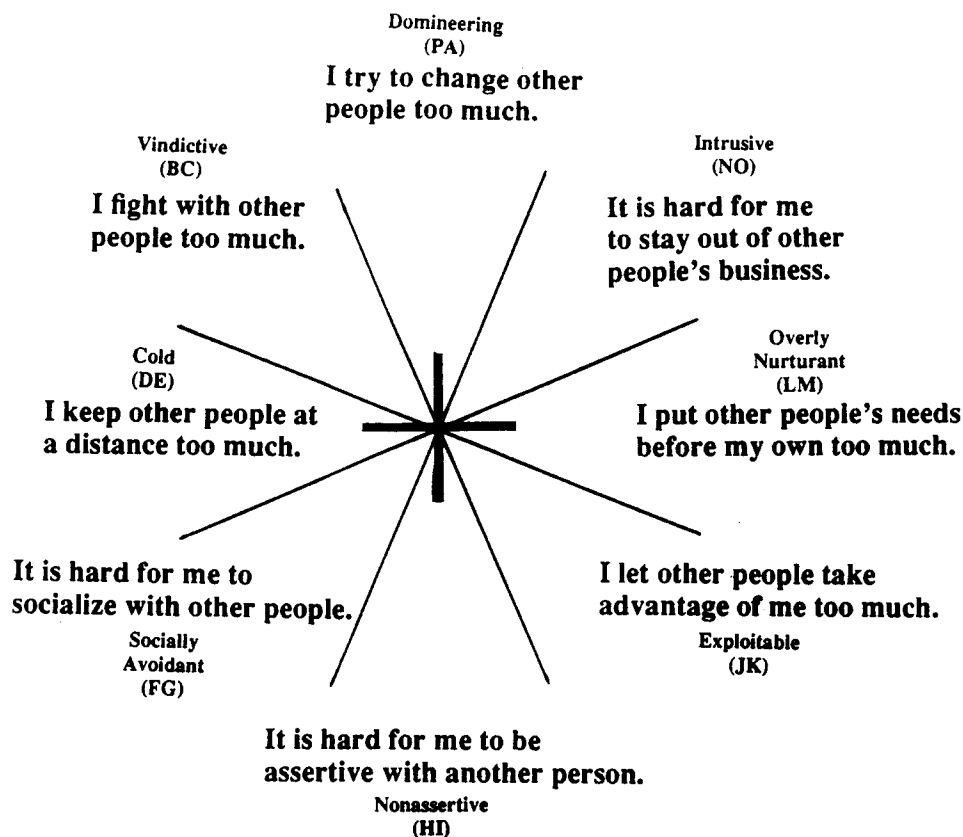 Domineering
(PA)
I try to change other
people too much.
Vindictive
(BC)
I fight with other
people too much.
Intrusive
(NO)
It is hard for me
to stay out of other
people's business.
Cold
(DE)
I keep other people at
a distance too much.
Overly
Nurturant
(LM)
I put other people's needs
before my own too much.
It is hard for me to
socialize with other people.
Socially
Avoidant
(FG)
I let other people take
advantage of me too much.
Exploitable
(JK)
It is hard for me to be
assertive with another person.
Nonassertive
(HI)